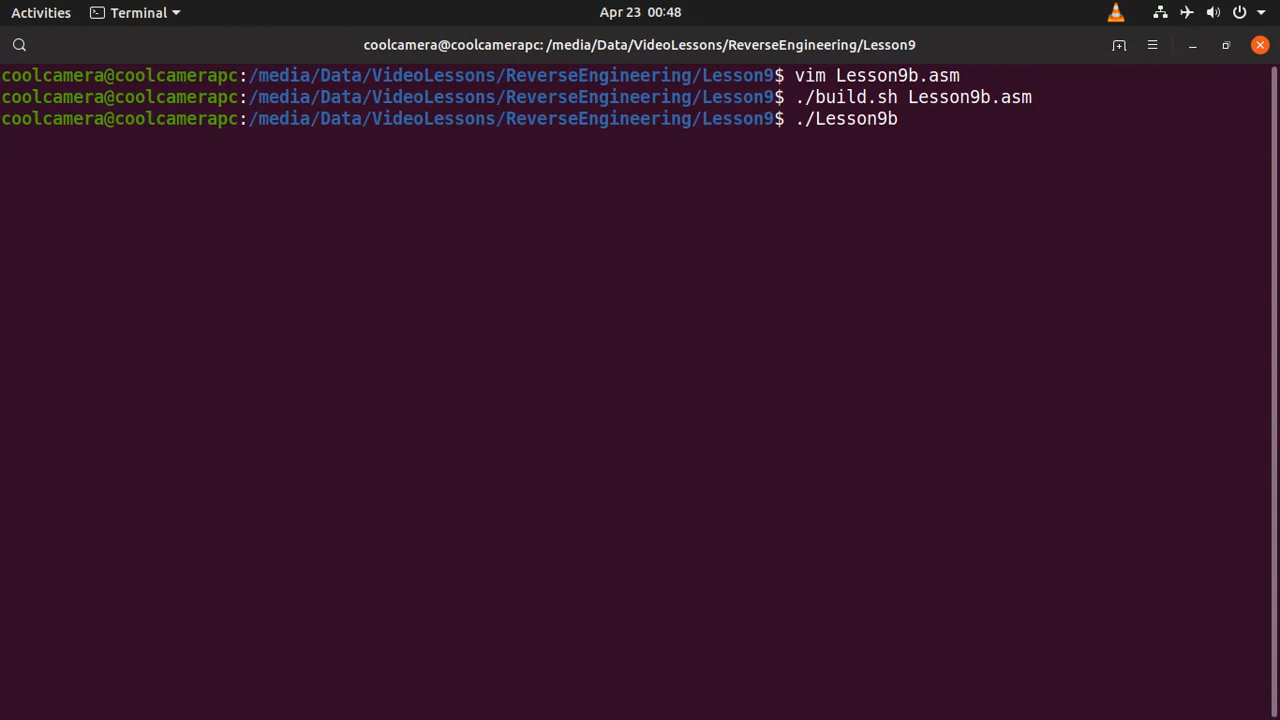 Activities Terminal Apr 23 00:48
coolcamera@coolcamerapc: /media/Data/VideoLessons/ReverseEngineering/Lesson9
coolcamera@coolcamerapc:/media/Data/VideoLessons/ReverseEngineering/Lesson9$ vim Lesson9b.asm
coolcamera@coolcamerapc:/media/Data/VideoLessons/ReverseEngineering/Lesson9$ ./build.sh Lesson9b.asm
coolcamera@coolcamerapc:/media/Data/VideoLessons/ReverseEngineering/Lesson9$ ./Lesson9b